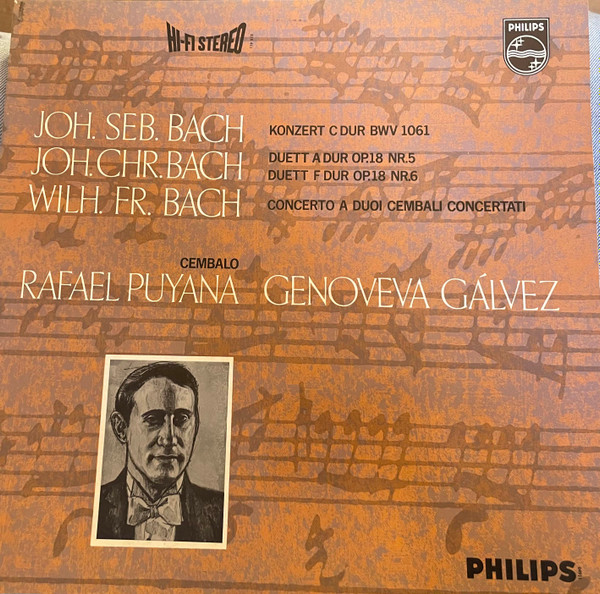 HI-FI STEREO
PHILIPS
JOH. SEB. BACH KONZERT C DUR BWV 1061
JOH. CHR. BACH DUETT A DUR OP.18 NR.5
DUETT F DUR OP.18 NR.6
WILH. FR. BACH CONCERTO A DUOI CEMBALI CONCERTATI
CEMBALO
RAFAEL PUYANA GENOVEVA GÁLVEZ
PHILIPS